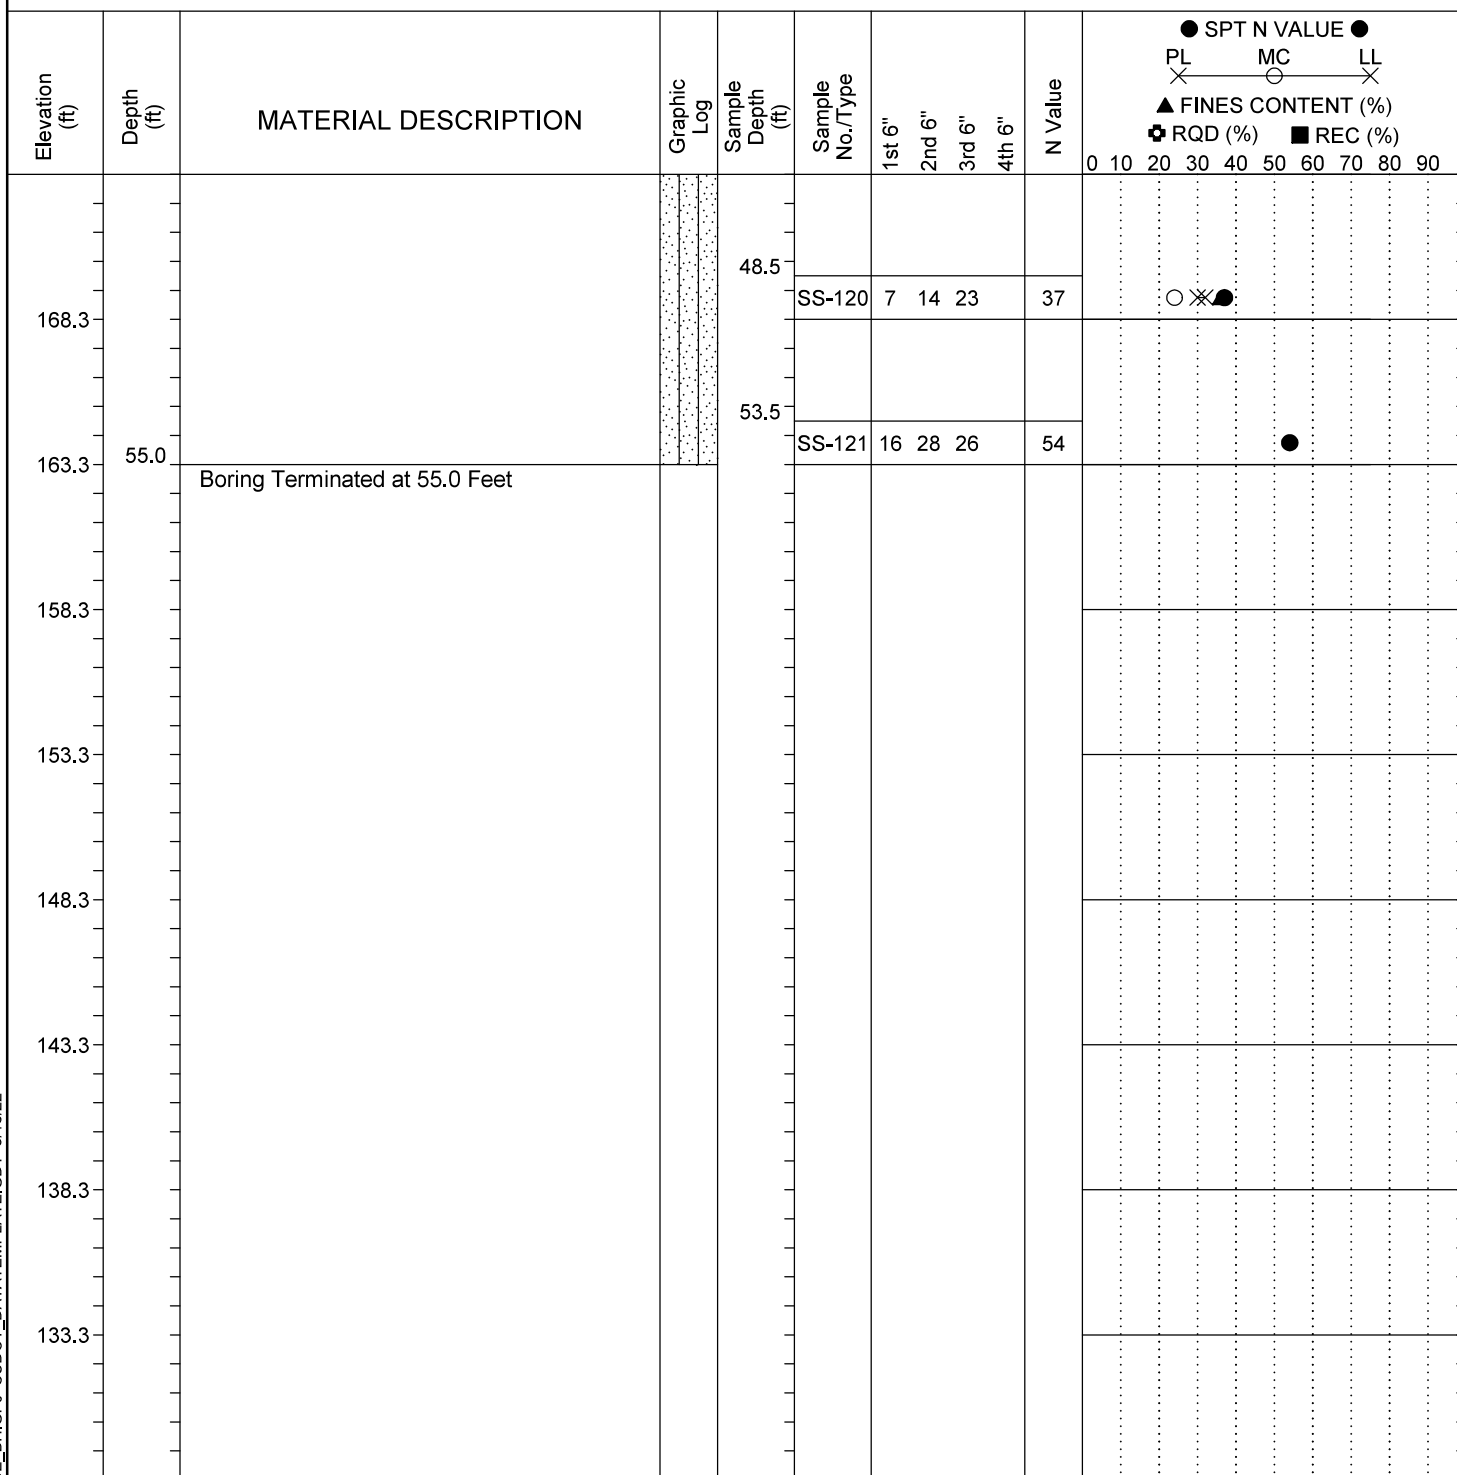 ● SPT N VALUE ●
PL MC LL
▲ FINES CONTENT (%)
RQD (%) ■ REC (%)
0 10 20 30 40 50 60 70 80 90
Elevation (ft)
Depth (ft)
MATERIAL DESCRIPTION
Graphic Log
Sample Depth (ft)
Sample No./Type
1st 6"
2nd 6"
3rd 6"
4th 6"
N Value
48.5
SS-120 7 14 23 37
168.3
53.5
SS-121 16 28 26 54
55.0
163.3
Boring Terminated at 55.0 Feet
158.3
153.3
148.3
143.3
138.3
133.3